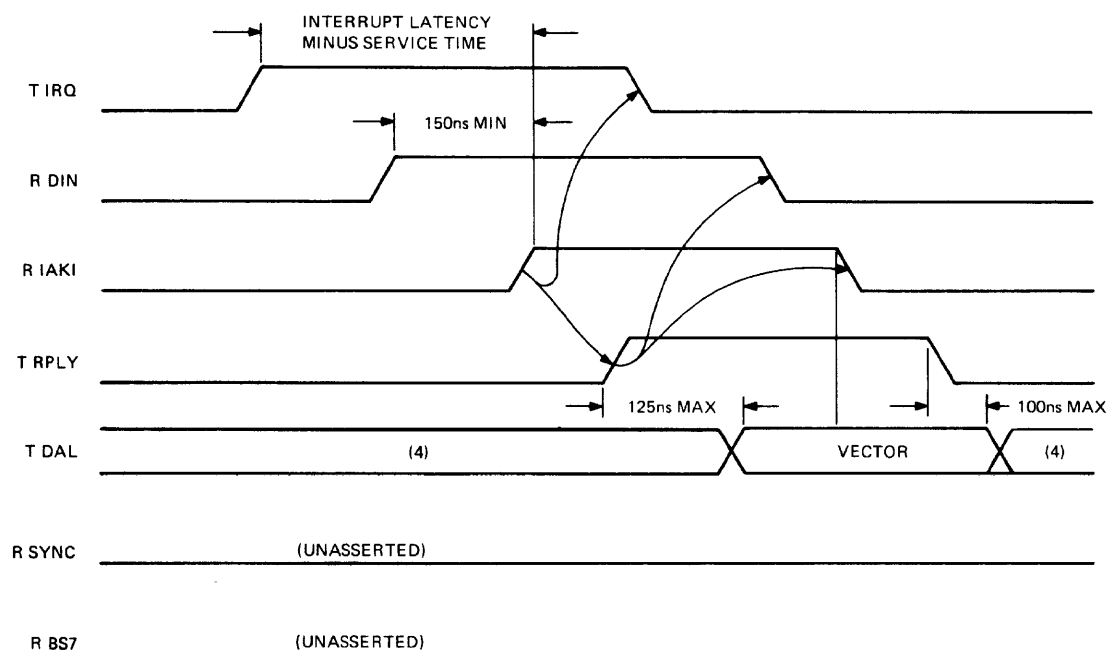 INTERRUPT LATENCY
MINUS SERVICE TIME
T IRQ
150ns MIN
R DIN
R IAKI
T RPLY
125ns MAX
100ns MAX
T DAL
(4)
VECTOR
(4)
R SYNC
(UNASSERTED)
R BS7
(UNASSERTED)